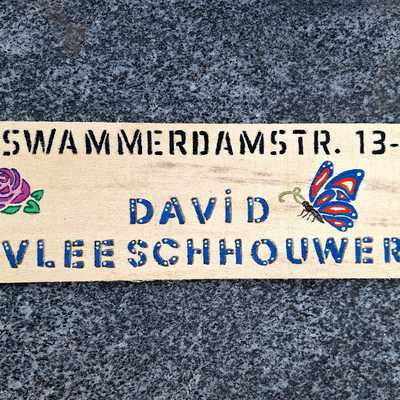 SWAMMERDAMSTR. 13-
DAViD
VLEESCHHOUWER